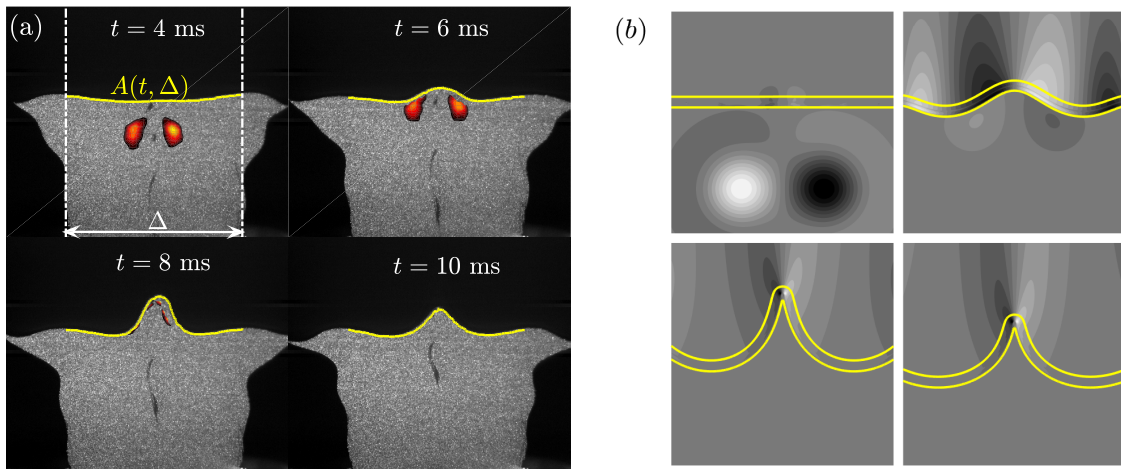 (a)
t = 4 ms
t = 6 ms
(b)
A(t, Δ)
Δ
t = 8 ms
t = 10 ms